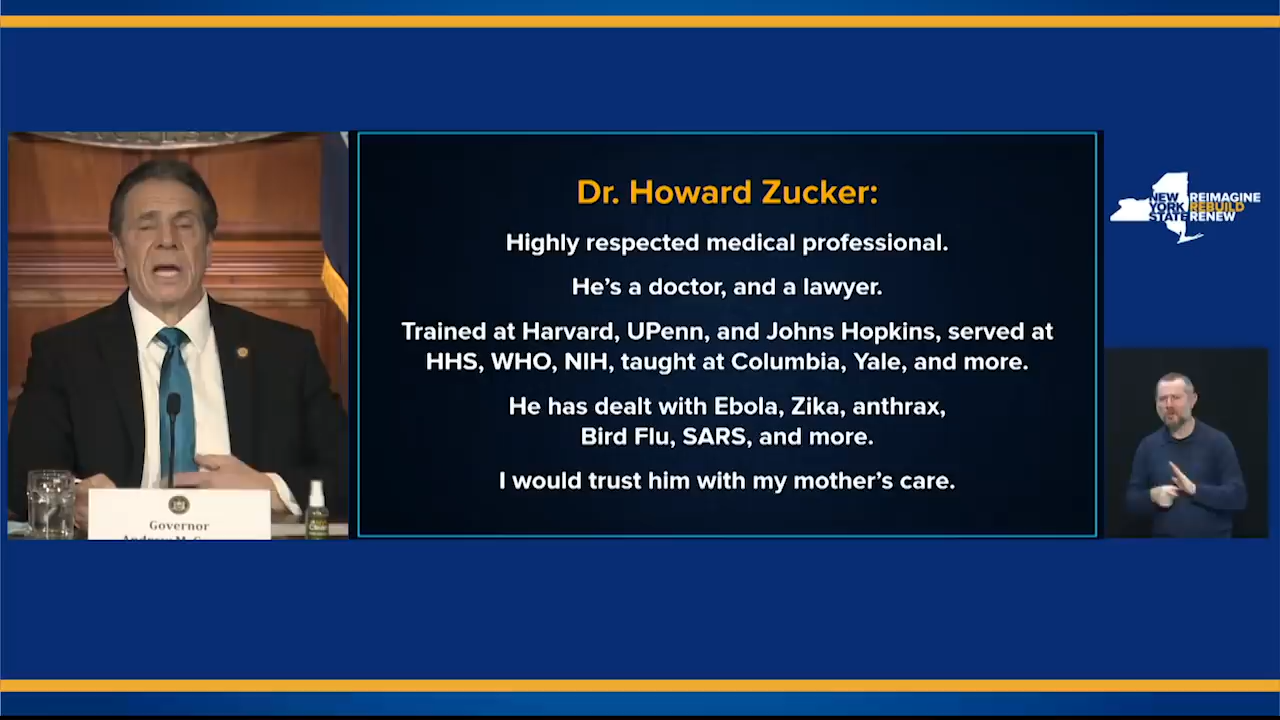 Dr. Howard Zucker:
Highly respected medical professional.
He's a doctor, and a lawyer.
Trained at Harvard, UPenn, and Johns Hopkins, served at
HHS, WHO, NIH, taught at Columbia, Yale, and more.
He has dealt with Ebola, Zika, anthrax,
Bird Flu, SARS, and more.
I would trust him with my mother's care.
NEW
YORK
STATE
REIMAGINE
REBUILD
RENEW
Governor